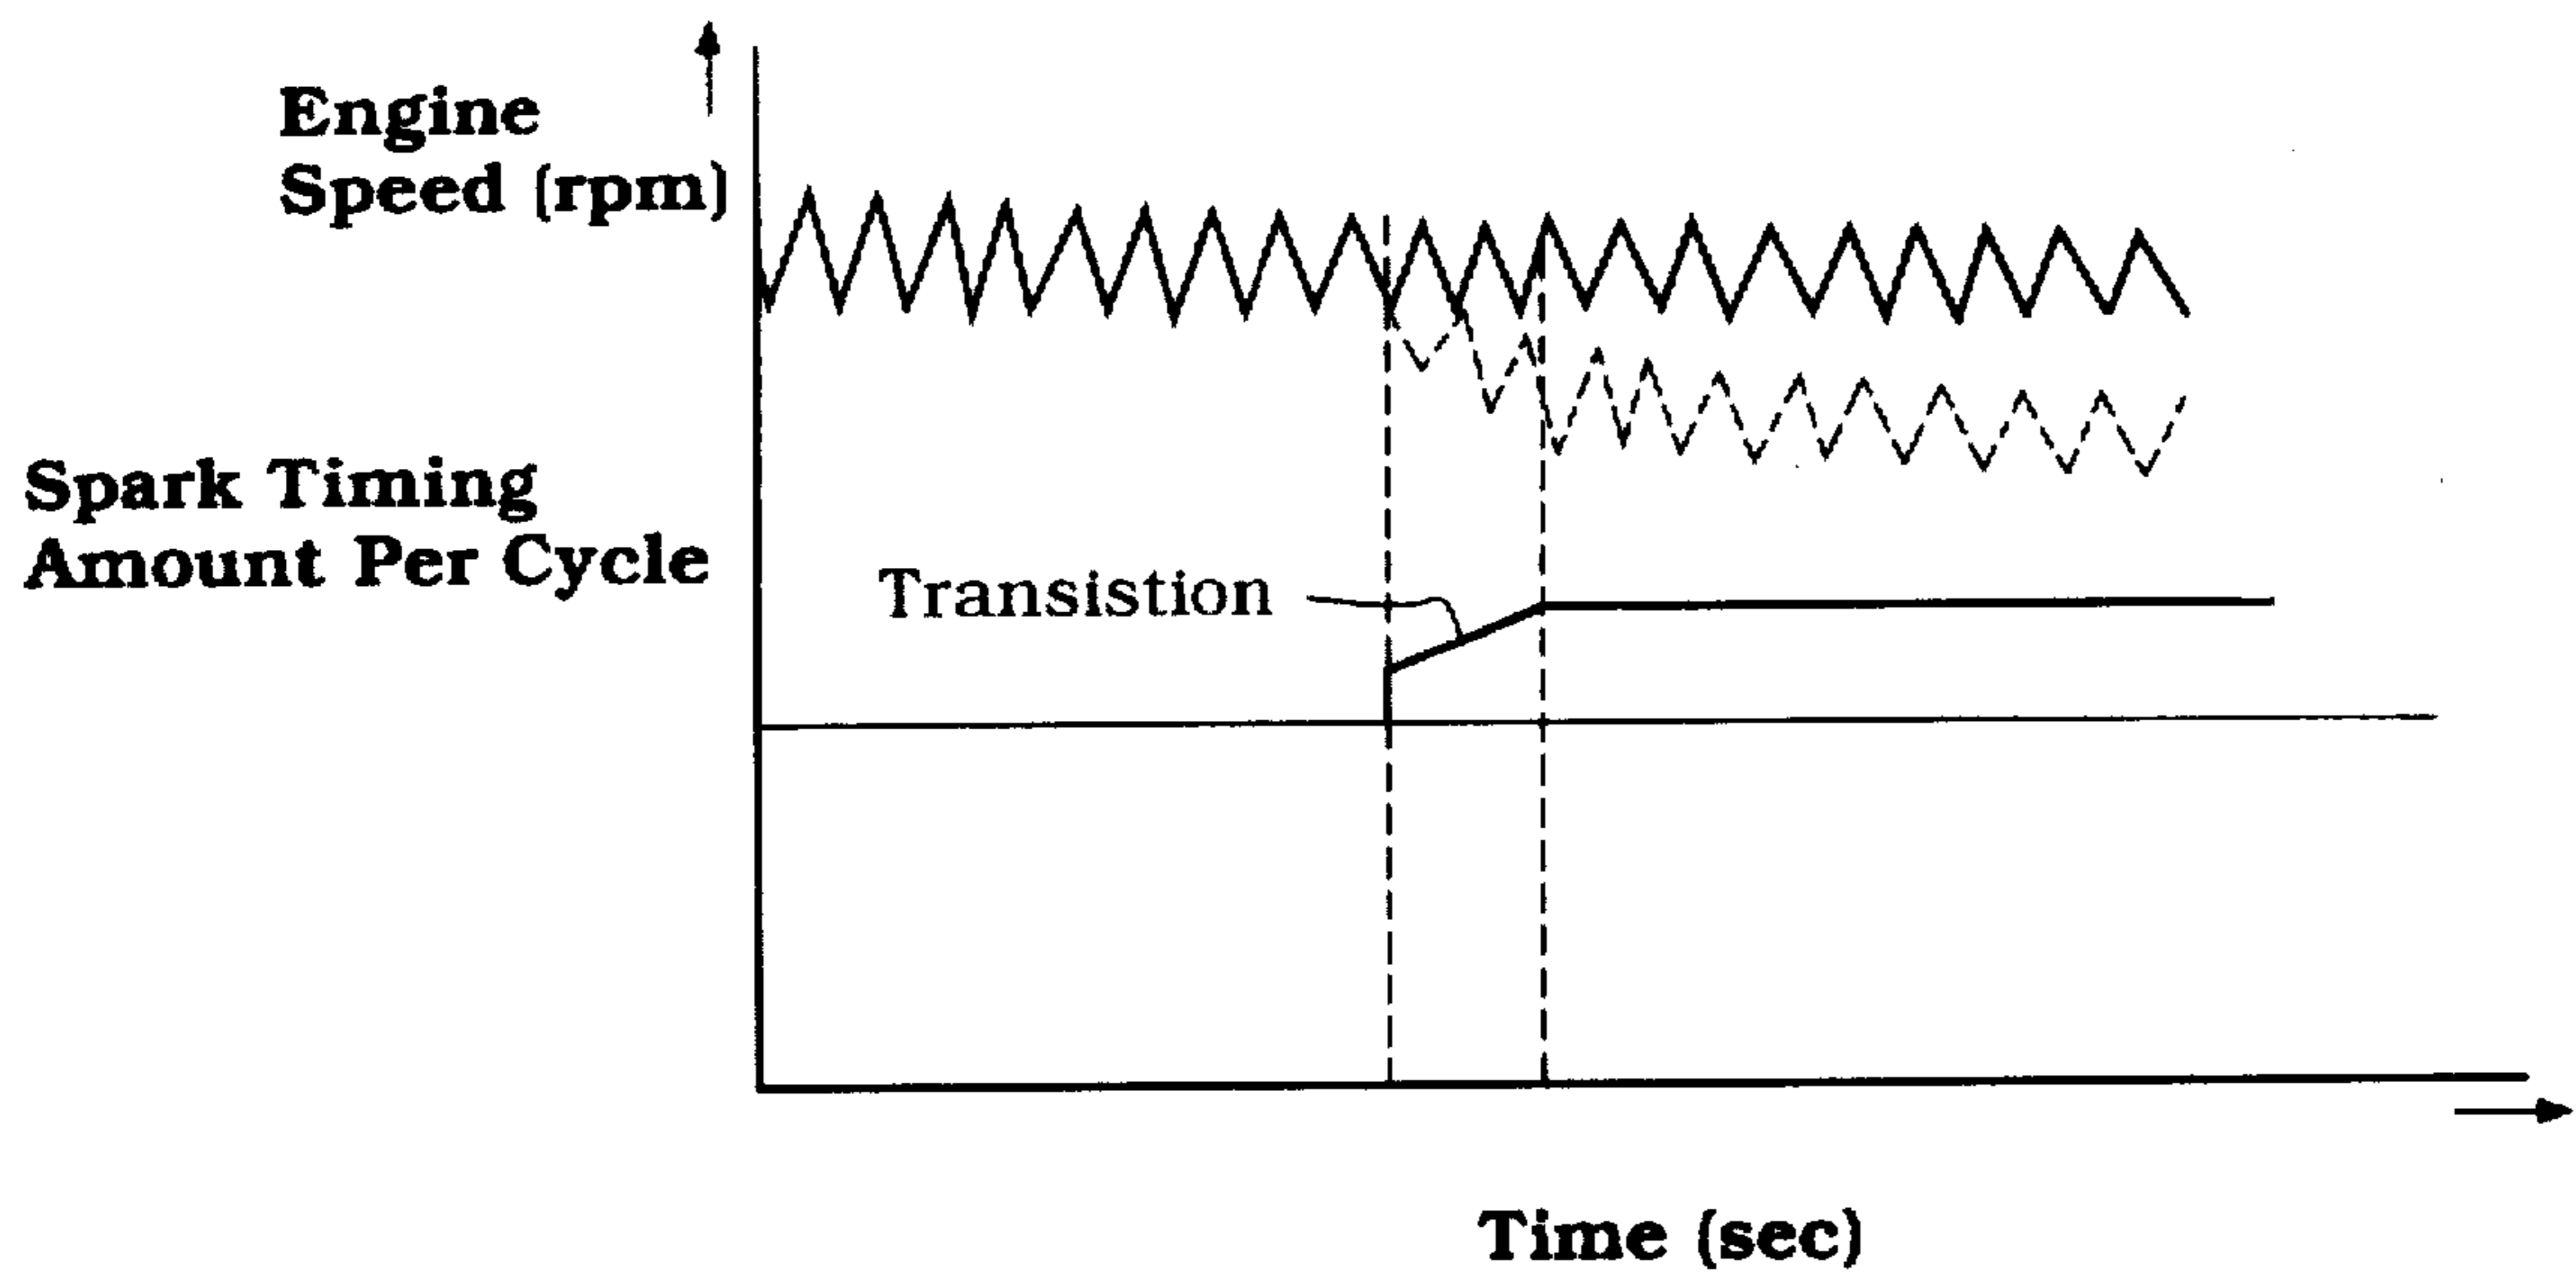 Engine
Speed (rpm)
Spark Timing
Amount Per Cycle
Transistion
Time (sec)